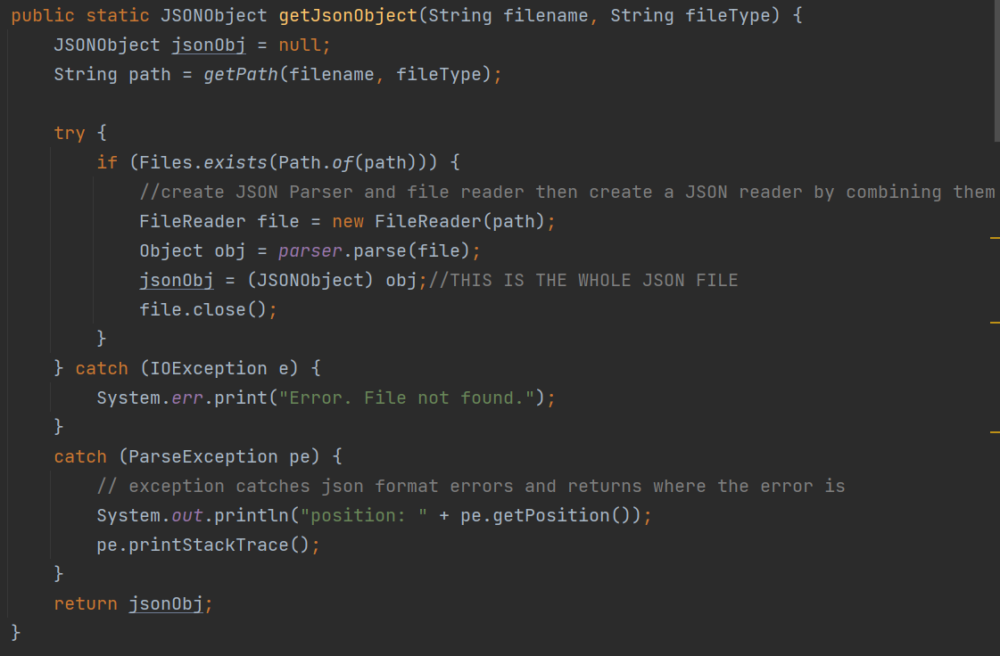 public static JSONObject getJsonObject(String filename, String fileType) {
    JSONObject jsonObj = null;
    String path = getPath(filename, fileType);

    try {
        if (Files.exists(Path.of(path))) {
            //create JSON Parser and file reader then create a JSON reader by combining them
            FileReader file = new FileReader(path);
            Object obj = parser.parse(file);
            jsonObj = (JSONObject) obj;//THIS IS THE WHOLE JSON FILE
            file.close();
        }
    } catch (IOException e) {
        System.err.print("Error. File not found.");
    }
    catch (ParseException pe) {
        // exception catches json format errors and returns where the error is
        System.out.println("position: " + pe.getPosition());
        pe.printStackTrace();
    }
    return jsonObj;
}